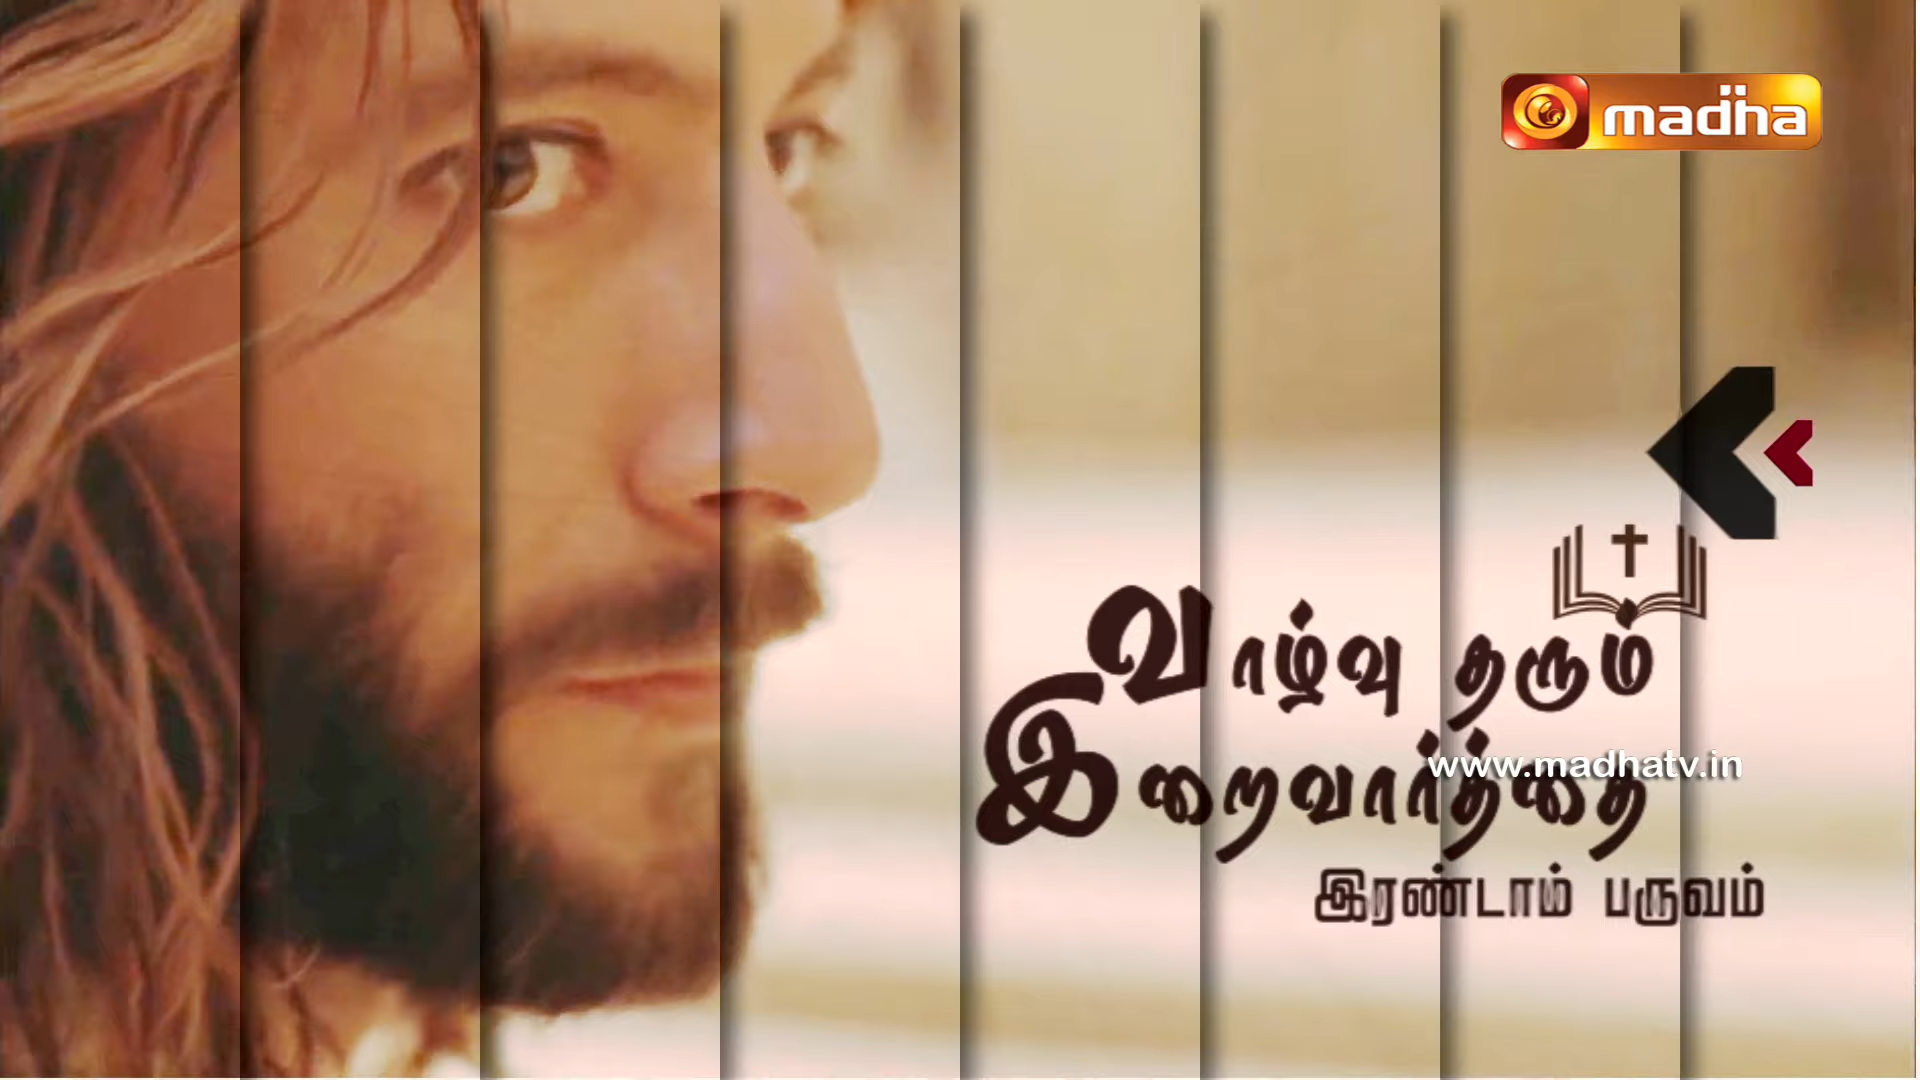 madha
வாழ்வு தரும்
இறைவார்த்தை
www.madhatv.in
இரண்டாம் பருவம்